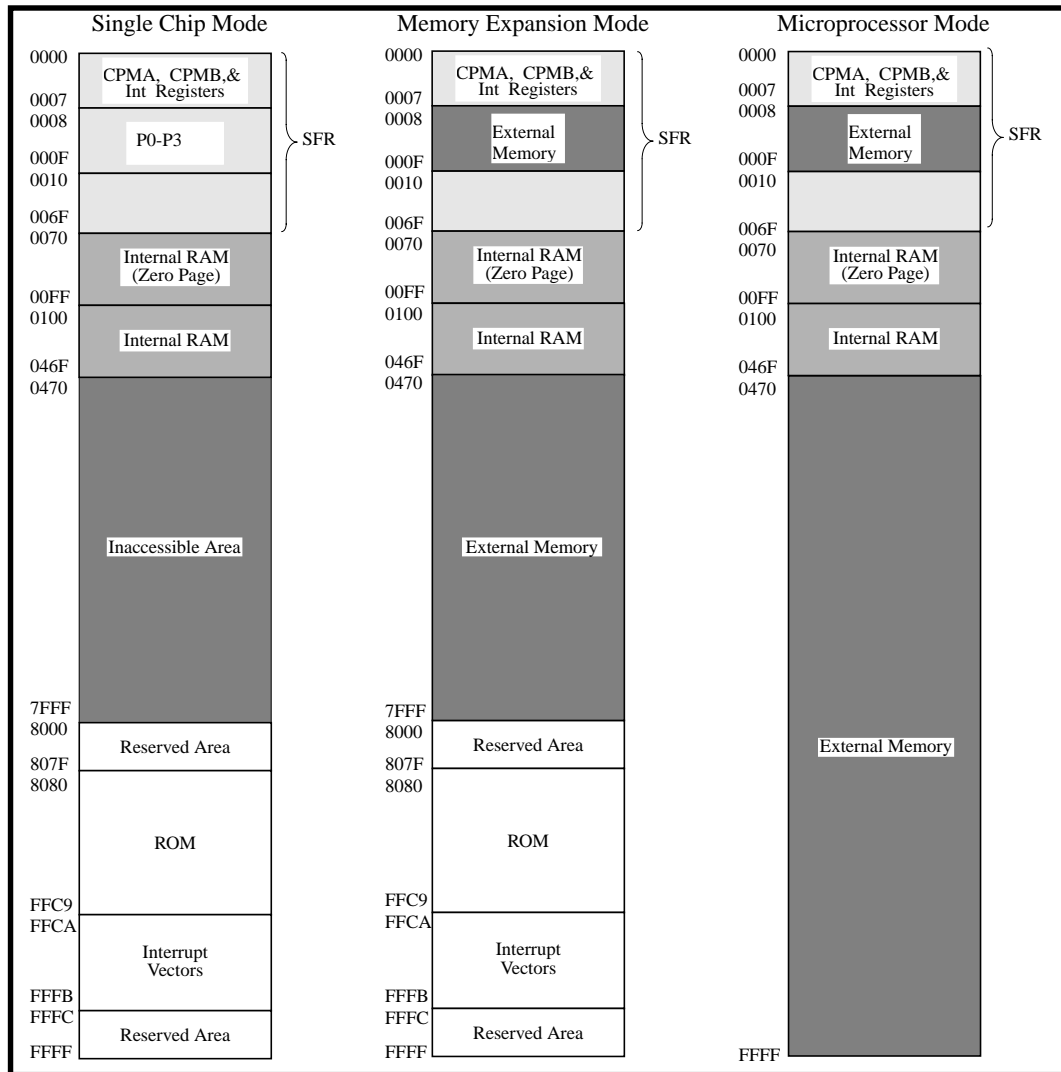 Single Chip Mode
0000
CPMA, CPMB,&
Int Registers
0007
0008
P0-P3
SFR
000F
0010
006F
0070
Internal RAM
(Zero Page)
00FF
0100
Internal RAM
046F
0470
Inaccessible Area
7FFF
8000
Reserved Area
807F
8080
ROM
FFC9
FFCA
Interrupt
Vectors
FFFB
FFFC
Reserved Area
FFFF
Memory Expansion Mode
0000
CPMA, CPMB,&
Int Registers
0007
0008
External
Memory
SFR
000F
0010
006F
0070
Internal RAM
(Zero Page)
00FF
0100
Internal RAM
046F
0470
External Memory
7FFF
8000
Reserved Area
807F
8080
ROM
FFC9
FFCA
Interrupt
Vectors
FFFB
FFFC
Reserved Area
FFFF
Microprocessor Mode
0000
CPMA, CPMB,&
Int Registers
0007
0008
External
Memory
SFR
000F
0010
006F
0070
Internal RAM
(Zero Page)
00FF
0100
Internal RAM
046F
0470
External Memory
FFFF